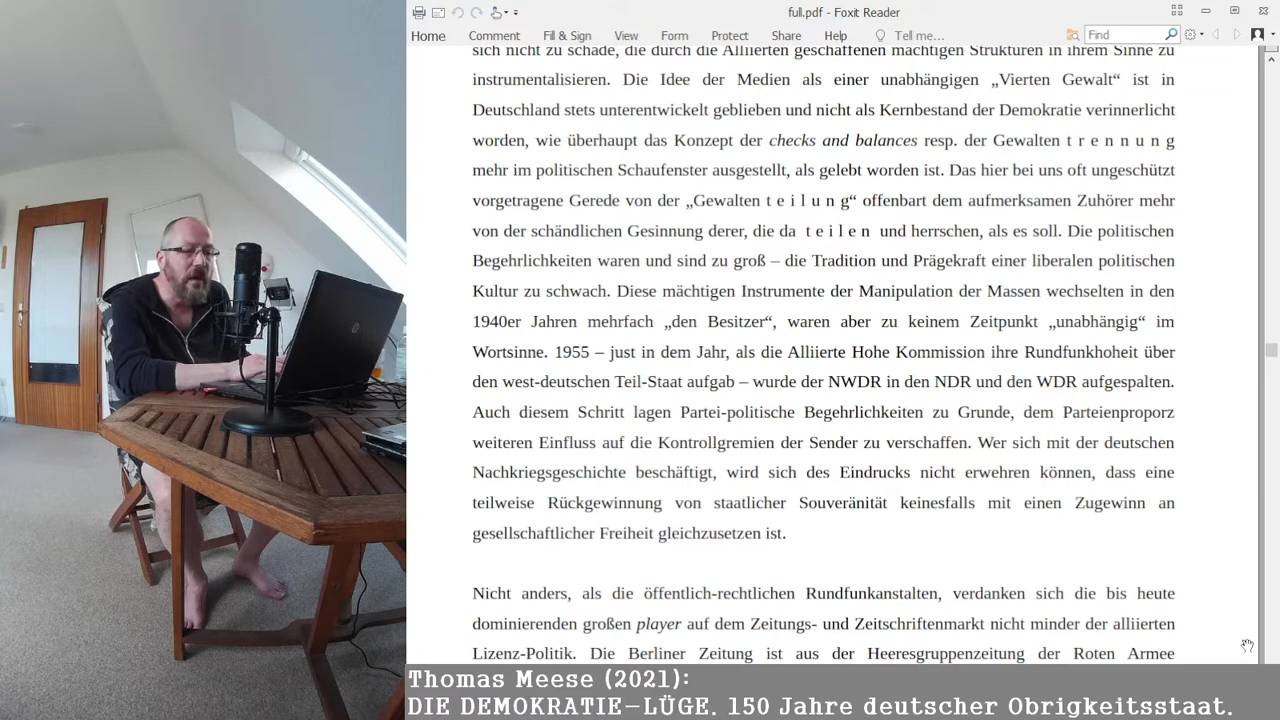 full.pdf - Foxit Reader
Home Comment Fill & Sign View Form Protect Share Help Tell me... Find
sich nicht zu schade, die durch die Alliierten geschaffenen mächtigen Strukturen in ihrem Sinne zu
instrumentalisieren. Die Idee der Medien als einer unabhängigen „Vierten Gewalt“ ist in
Deutschland stets unterentwickelt geblieben und nicht als Kernbestand der Demokratie verinnerlicht
worden, wie überhaupt das Konzept der checks and balances resp. der Gewalten t r e n n u n g
mehr im politischen Schaufenster ausgestellt, als gelebt worden ist. Das hier bei uns oft ungeschützt
vorgetragene Gerede von der „Gewalten t e i l u n g“ offenbart dem aufmerksamen Zuhörer mehr
von der schändlichen Gesinnung derer, die da t e i l e n und herrschen, als es soll. Die politischen
Begehrlichkeiten waren und sind zu groß – die Tradition und Prägekraft einer liberalen politischen
Kultur zu schwach. Diese mächtigen Instrumente der Manipulation der Massen wechselten in den
1940er Jahren mehrfach „den Besitzer“, waren aber zu keinem Zeitpunkt „unabhängig“ im
Wortsinne. 1955 – just in dem Jahr, als die Alliierte Hohe Kommission ihre Rundfunkhoheit über
den west-deutschen Teil-Staat aufgab – wurde der NWDR in den NDR und den WDR aufgespalten.
Auch diesem Schritt lagen Partei-politische Begehrlichkeiten zu Grunde, dem Parteienproporz
weiteren Einfluss auf die Kontrollgremien der Sender zu verschaffen. Wer sich mit der deutschen
Nachkriegsgeschichte beschäftigt, wird sich des Eindrucks nicht erwehren können, dass eine
teilweise Rückgewinnung von staatlicher Souveränität keinesfalls mit einen Zugewinn an
gesellschaftlicher Freiheit gleichzusetzen ist.
Nicht anders, als die öffentlich-rechtlichen Rundfunkanstalten, verdanken sich die bis heute
dominierenden großen player auf dem Zeitungs- und Zeitschriftenmarkt nicht minder der alliierten
Lizenz-Politik. Die Berliner Zeitung ist aus der Heeresgruppenzeitung der Roten Armee
Thomas Meese (2021):
DIE DEMOKRATIE–LÜGE. 150 Jahre deutscher Obrigkeitsstaat.